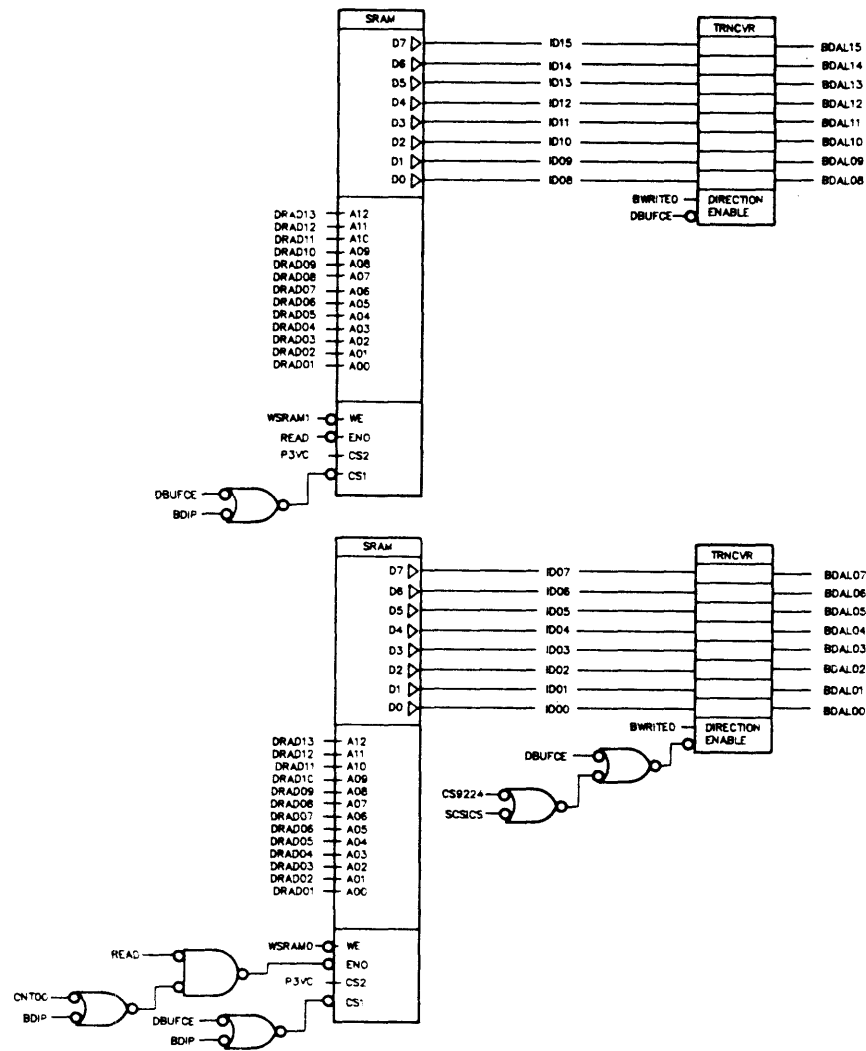 SRAM
TRNCVR
D7 ID15 BDAL15
D6 ID14 BDAL14
D5 ID13 BDAL13
D4 ID12 BDAL12
D3 ID11 BDAL11
D2 ID10 BDAL10
D1 ID09 BDAL09
D0 ID08 BDAL08
BWRITED DIRECTION
DBUFCE ENABLE
DRAD13 A12
DRAD12 A11
DRAD11 A10
DRAD10 A09
DRAD09 A08
DRAD08 A07
DRAD07 A06
DRAD06 A05
DRAD05 A04
DRAD04 A03
DRAD03 A02
DRAD02 A01
DRAD01 A00
WSRAM1 WE
READ ENO
P3VC CS2
CS1
DBUFCE
BDIP
SRAM
TRNCVR
D7 ID07 BDAL07
D6 ID06 BDAL06
D5 ID05 BDAL05
D4 ID04 BDAL04
D3 ID03 BDAL03
D2 ID02 BDAL02
D1 ID01 BDAL01
D0 ID00 BDAL00
BWRITED DIRECTION
ENABLE
DBUFCE
CS9224
SCSICS
DRAD13 A12
DRAD12 A11
DRAD11 A10
DRAD10 A09
DRAD09 A08
DRAD08 A07
DRAD07 A06
DRAD06 A05
DRAD05 A04
DRAD04 A03
DRAD03 A02
DRAD02 A01
DRAD01 A00
WSRAM0 WE
READ
ENO
P3VC CS2
CNT0C
BDIP
CS1
DBUFCE
BDIP